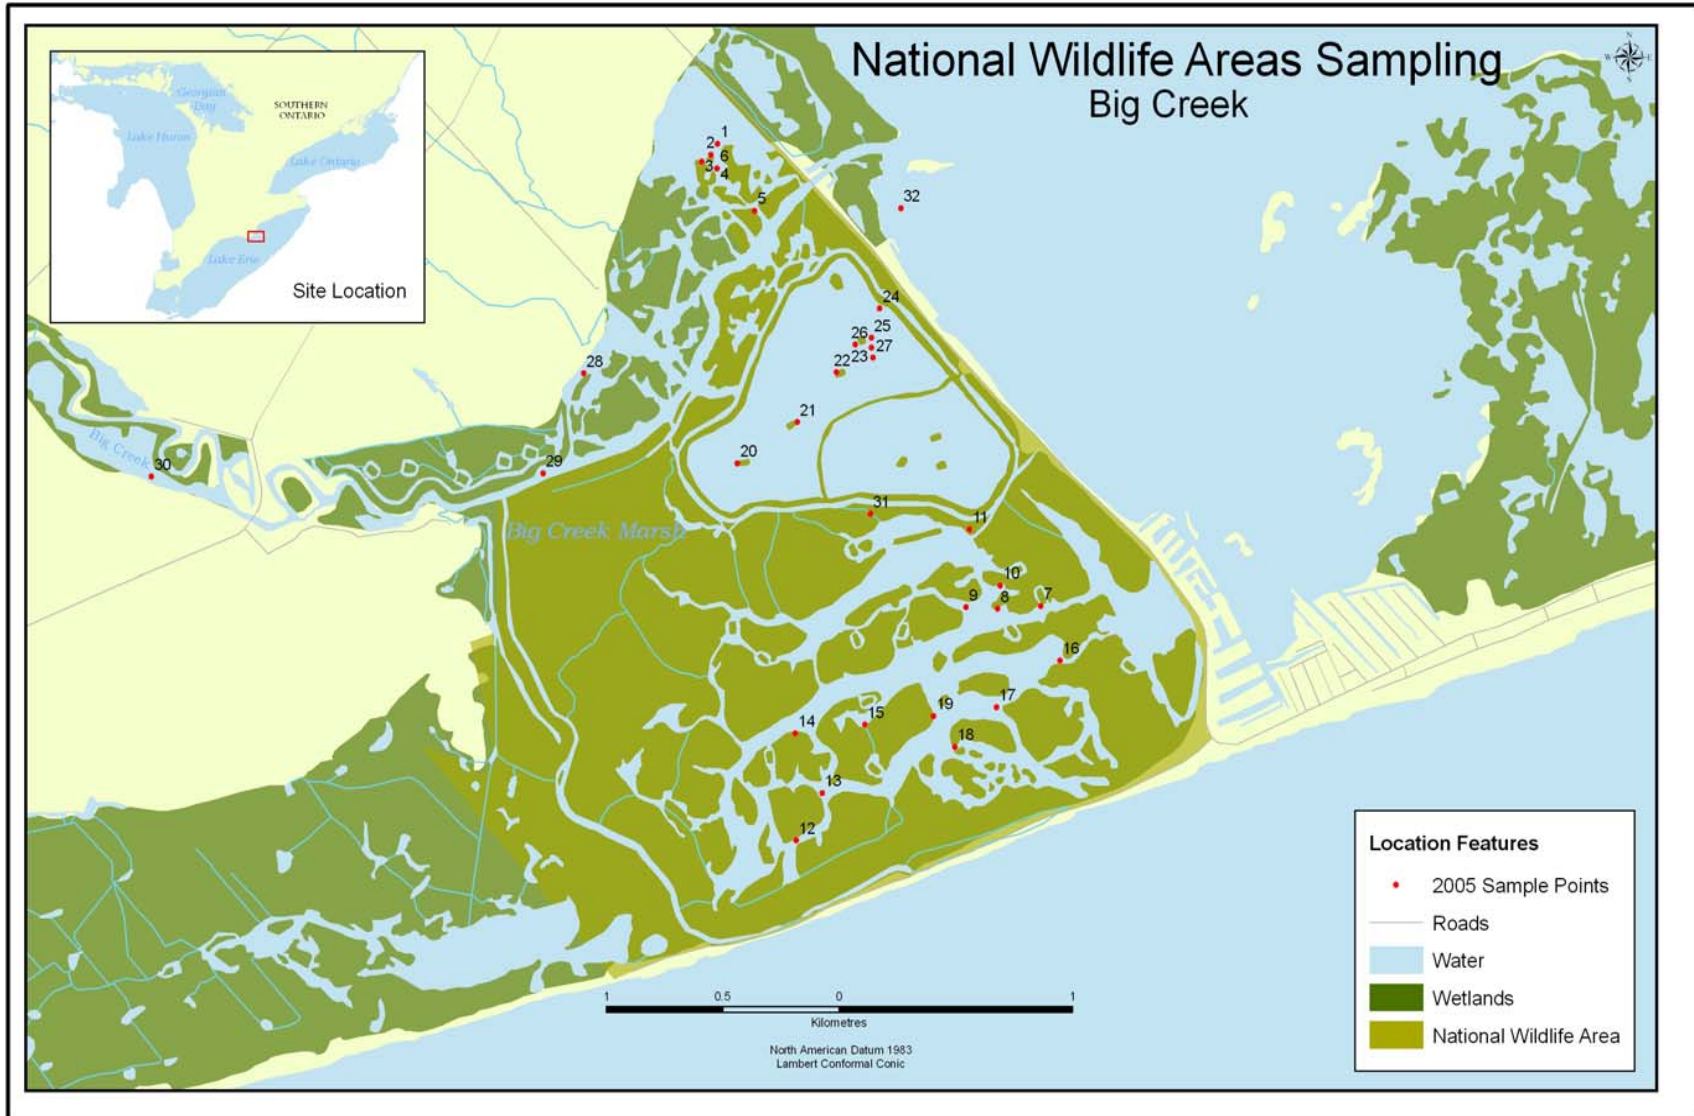 National Wildlife Areas Sampling
Big Creek
N
W
E
S
Georgian
Bay
SOUTHERN
ONTARIO
Lake Huron
Lake Ontario
Lake Erie
Site Location
1
2
6
3
4
5
32
24
25
26
27
23
22
28
21
20
29
Big Creek
30
31
11
Big Creek Marsh
10
9
8
7
16
17
19
15
14
18
13
12
Location Features
2005 Sample Points
Roads
Water
Wetlands
National Wildlife Area
1 0.5 0 1
Kilometres
North American Datum 1983
Lambert Conformal Conic